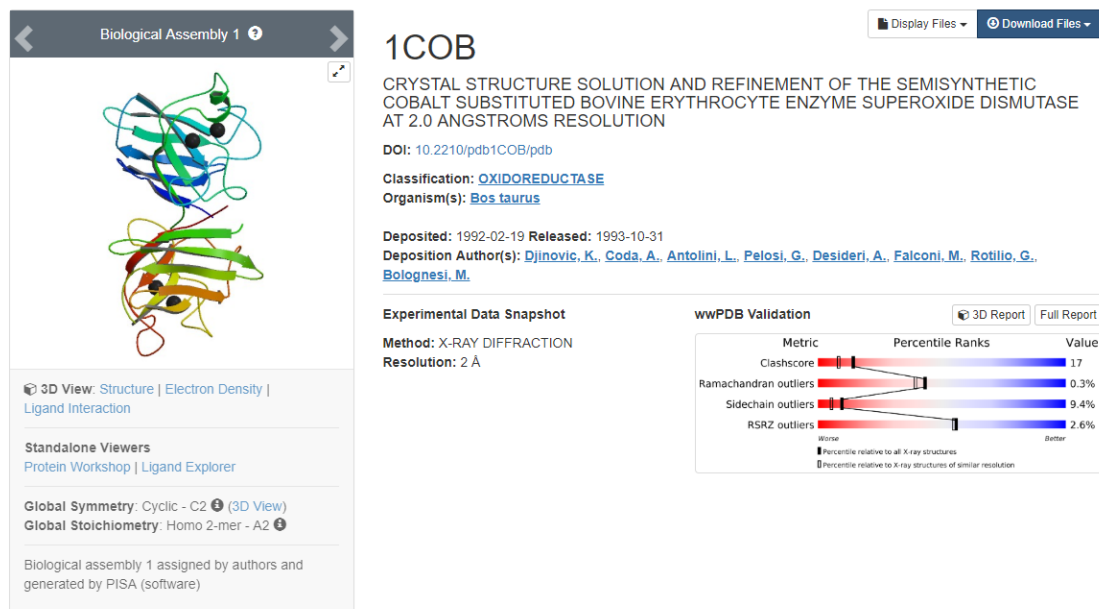 Biological Assembly 1 ?
3D View: Structure | Electron Density |
Ligand Interaction
Standalone Viewers
Protein Workshop | Ligand Explorer
Global Symmetry: Cyclic - C2 i (3D View)
Global Stoichiometry: Homo 2-mer - A2 i
Biological assembly 1 assigned by authors and
generated by PISA (software)
Display Files
Download Files
1COB
CRYSTAL STRUCTURE SOLUTION AND REFINEMENT OF THE SEMISYNTHETIC
COBALT SUBSTITUTED BOVINE ERYTHROCYTE ENZYME SUPEROXIDE DISMUTASE
AT 2.0 ANGSTROMS RESOLUTION
DOI: 10.2210/pdb1COB/pdb
Classification: OXIDOREDUCTASE
Organism(s): Bos taurus
Deposited: 1992-02-19 Released: 1993-10-31
Deposition Author(s): Djinovic, K., Coda, A., Antolini, L., Pelosi, G., Desideri, A., Falconi, M., Rotilio, G.,
Bolognesi, M.
Experimental Data Snapshot
Method: X-RAY DIFFRACTION
Resolution: 2 Å
wwPDB Validation
3D Report
Full Report
Metric Percentile Ranks Value
Clashscore 17
Ramachandran outliers 0.3%
Sidechain outliers 9.4%
RSRZ outliers 2.6%
Worse Better
Percentile relative to all X-ray structures
Percentile relative to X-ray structures of similar resolution